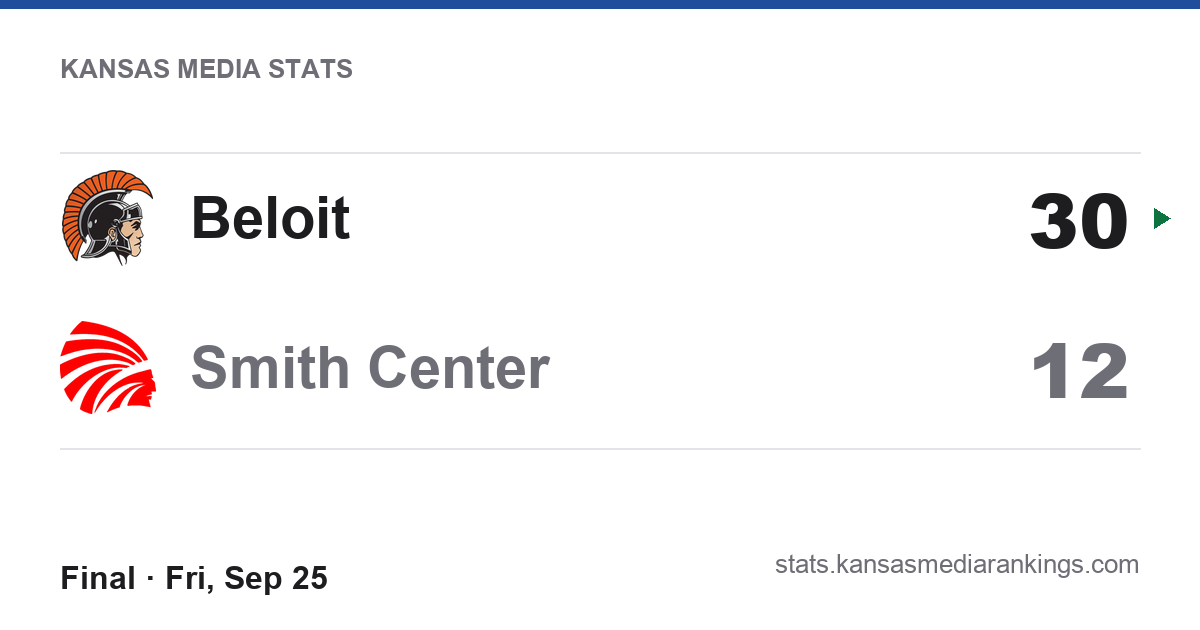 KANSAS MEDIA STATS
Beloit 30
Smith Center 12
Final · Fri, Sep 25
stats.kansasmediarankings.com